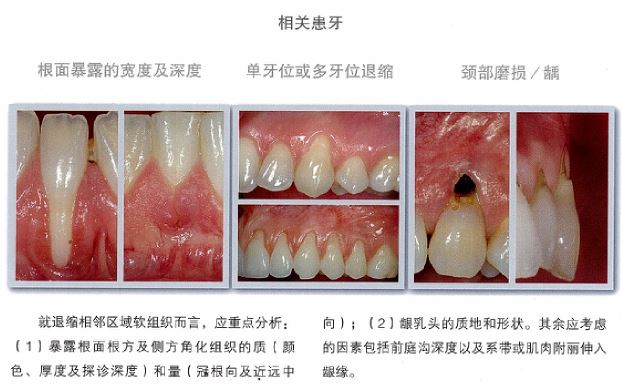 相关患牙
根面暴露的宽度及深度
单牙位或多牙位退缩
颈部磨损/龋
就退缩相邻区域软组织而言，应重点分析：
（1）暴露根面根方及侧方角化组织的质（颜
色、厚度及探诊深度）和量（冠根向及近远中
向）；（2）龈乳头的质地和形状。其余应考虑
的因素包括前庭沟深度以及系带或肌肉附丽伸入
龈缘。